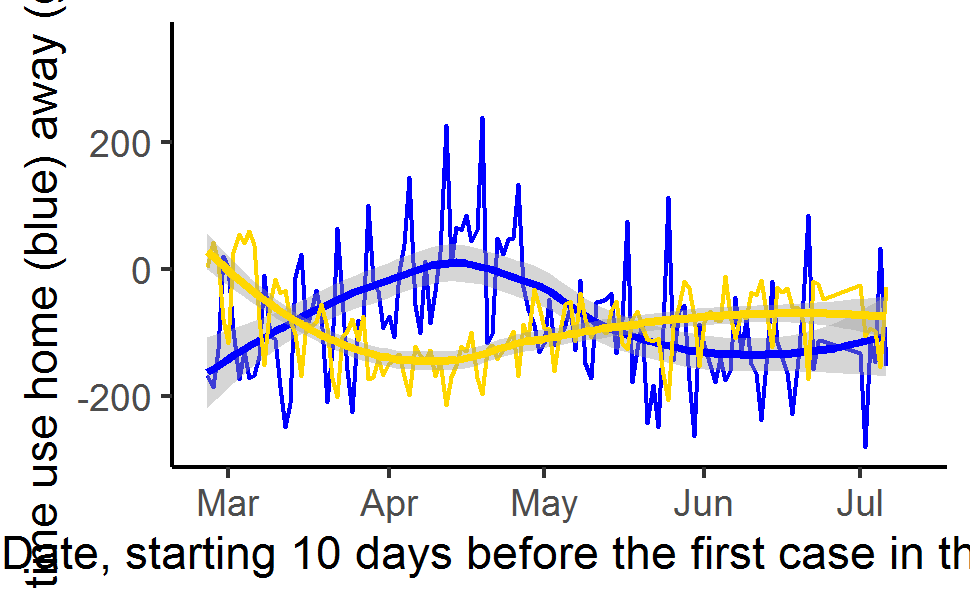 time use home (blue) away (
200
0
-200
Mar Apr May Jun Jul
Date, starting 10 days before the first case in th